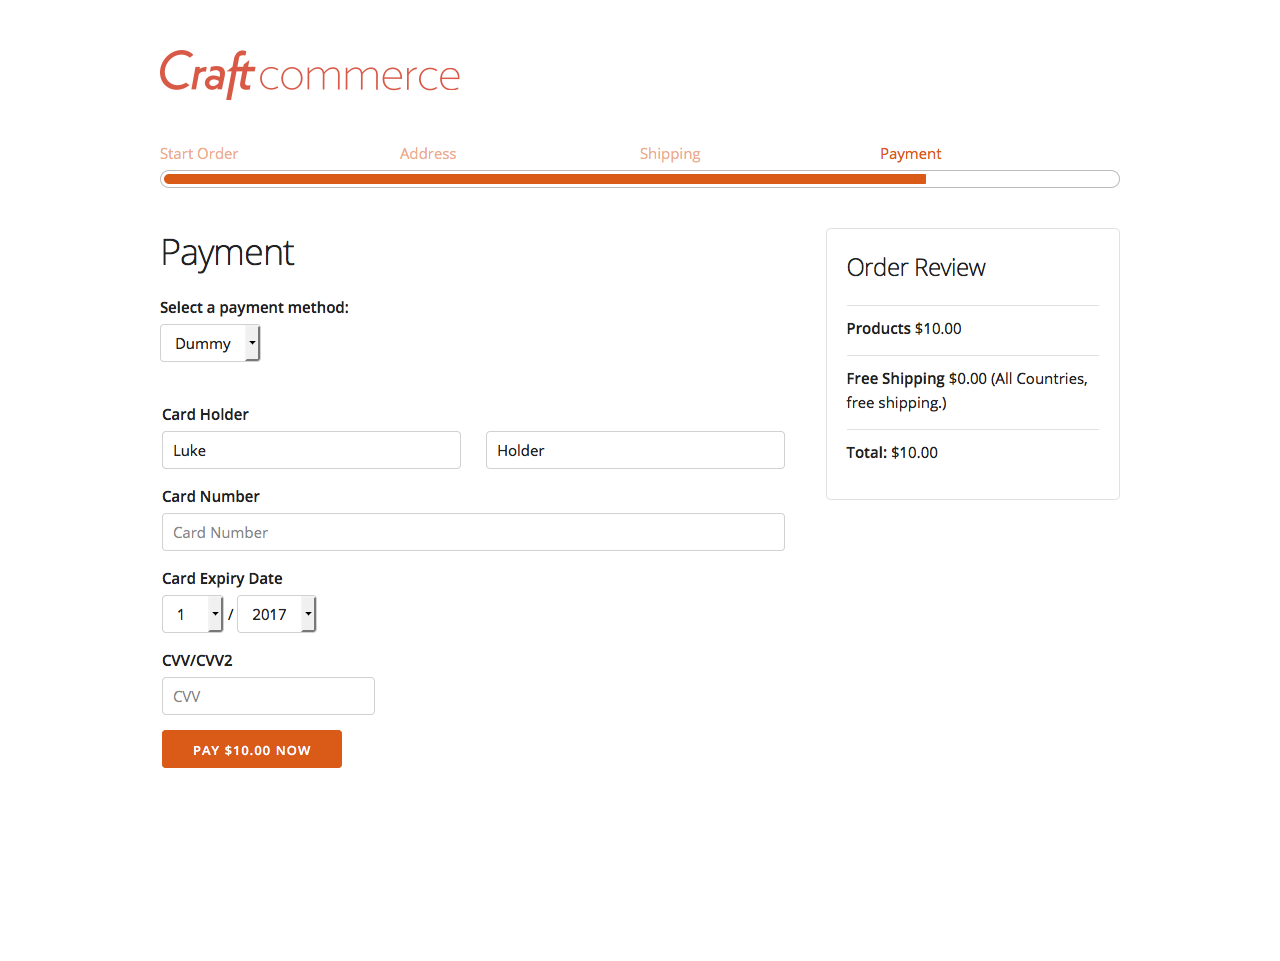 Craft commerce
Start Order
Address
Shipping
Payment
Payment
Select a payment method:
Dummy
Card Holder
Luke
Holder
Card Number
Card Number
Card Expiry Date
1 / 2017
CVV/CVV2
CVV
PAY $10.00 NOW
Order Review
Products $10.00
Free Shipping $0.00 (All Countries,
free shipping.)
Total: $10.00